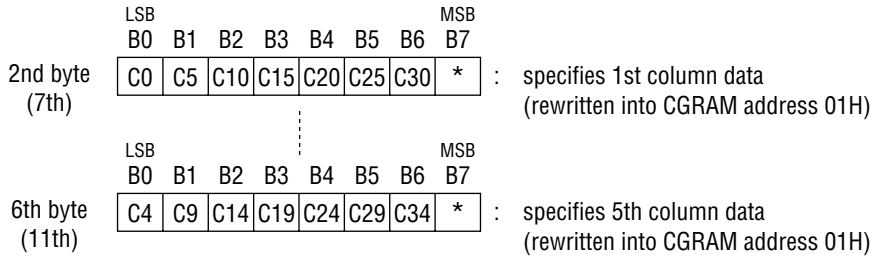 LSB MSB
B0 B1 B2 B3 B4 B5 B6 B7
2nd byte C0 C5 C10 C15 C20 C25 C30 * : specifies 1st column data
(7th) (rewritten into CGRAM address 01H)
LSB MSB
B0 B1 B2 B3 B4 B5 B6 B7
6th byte C4 C9 C14 C19 C24 C29 C34 * : specifies 5th column data
(11th) (rewritten into CGRAM address 01H)